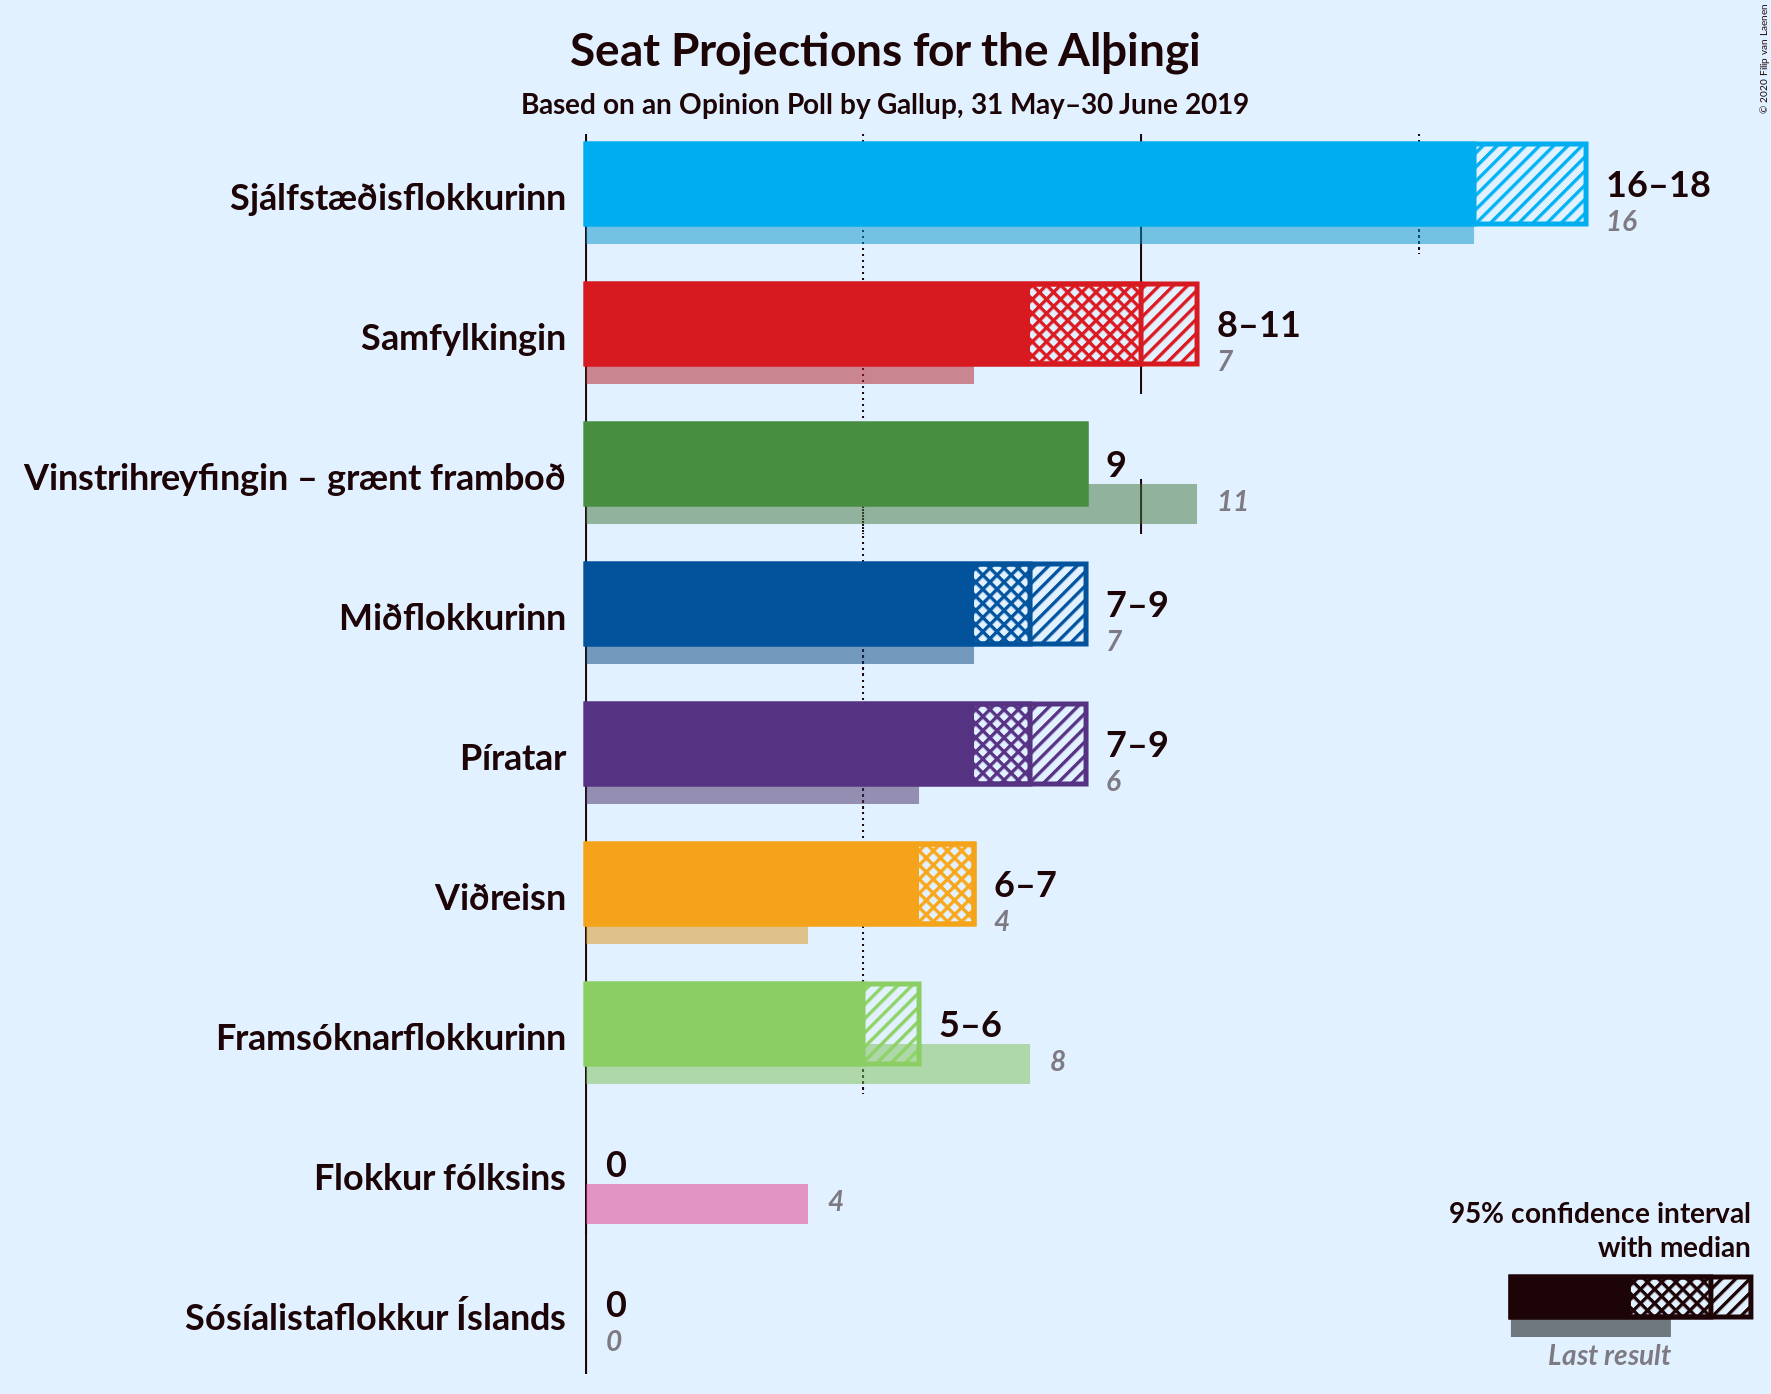 Seat Projections for the Alþingi
Based on an Opinion Poll by Gallup, 31 May–30 June 2019
© 2020 Filip van Laenen
Sjálfstæðisflokkurinn
16–18
16
Samfylkingin
8–11
7
Vinstrihreyfingin – grænt framboð
9
11
Miðflokkurinn
7–9
7
Píratar
7–9
6
Viðreisn
6–7
4
Framsóknarflokkurinn
5–6
8
Flokkur fólksins
0
4
Sósíalistaflokkur Íslands
0
0
95% confidence interval
with median
Last result